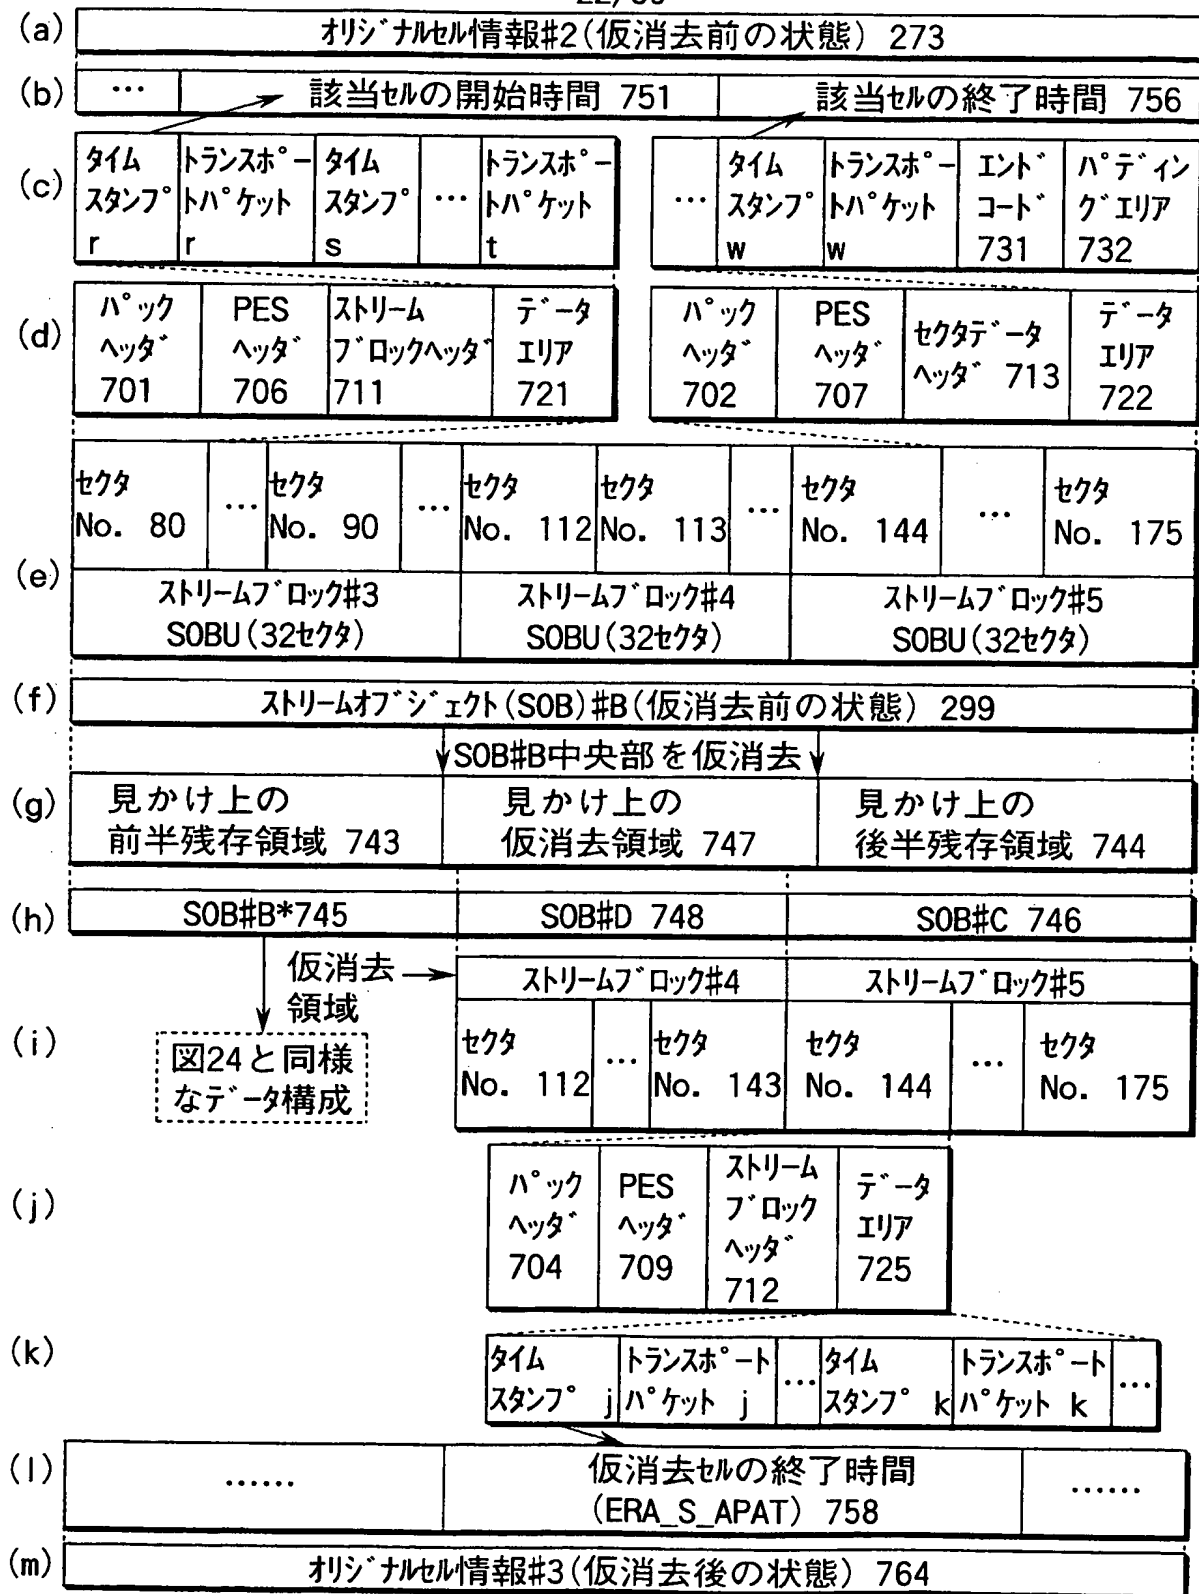 (a) オリジナルセル情報#2(仮消去前の状態) 273
(b) … 該当セルの開始時間 751 該当セルの終了時間 756
(c)
タイム
スタンプ
r
トランスポー
トパケット
r
タイム
スタンプ
s
…
トランスポー
トパケット
t
…
タイム
スタンプ
w
トランスポー
トパケット
w
エンド
コード
731
パディン
グエリア
732
(d)
パック
ヘッダ
701
PES
ヘッダ
706
ストリーム
ブロックヘッダ
711
データ
エリア
721
パック
ヘッダ
702
PES
ヘッダ
707
セクタデータ
ヘッダ 713
データ
エリア
722
(e)
セクタ
No. 80
…
セクタ
No. 90
…
セクタ
No. 112
セクタ
No. 113
…
セクタ
No. 144
…
セクタ
No. 175
ストリームブロック#3
SOBU(32セクタ)
ストリームブロック#4
SOBU(32セクタ)
ストリームブロック#5
SOBU(32セクタ)
(f) ストリームオブジェクト(SOB)#B(仮消去前の状態) 299
SOB#B中央部を仮消去
(g)
見かけ上の
前半残存領域 743
見かけ上の
仮消去領域 747
見かけ上の
後半残存領域 744
(h) SOB#B*745 SOB#D 748 SOB#C 746
仮消去
領域
(i)
図24と同様
なデータ構成
ストリームブロック#4
ストリームブロック#5
セクタ
No. 112
…
セクタ
No. 143
セクタ
No. 144
…
セクタ
No. 175
(j)
パック
ヘッダ
704
PES
ヘッダ
709
ストリーム
ブロック
ヘッダ
712
データ
エリア
725
(k)
タイム
スタンプ j
トランスポート
パケット j
…
タイム
スタンプ k
トランスポート
パケット k
…
(l)
……
仮消去セルの終了時間
(ERA_S_APAT) 758
……
(m) オリジナルセル情報#3(仮消去後の状態) 764